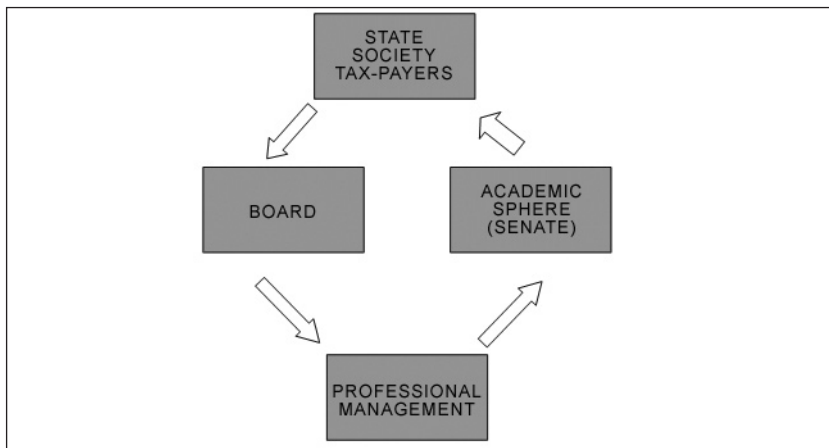 STATE
SOCIETY
TAX-PAYERS
BOARD
ACADEMIC
SPHERE
(SENATE)
PROFESSIONAL
MANAGEMENT